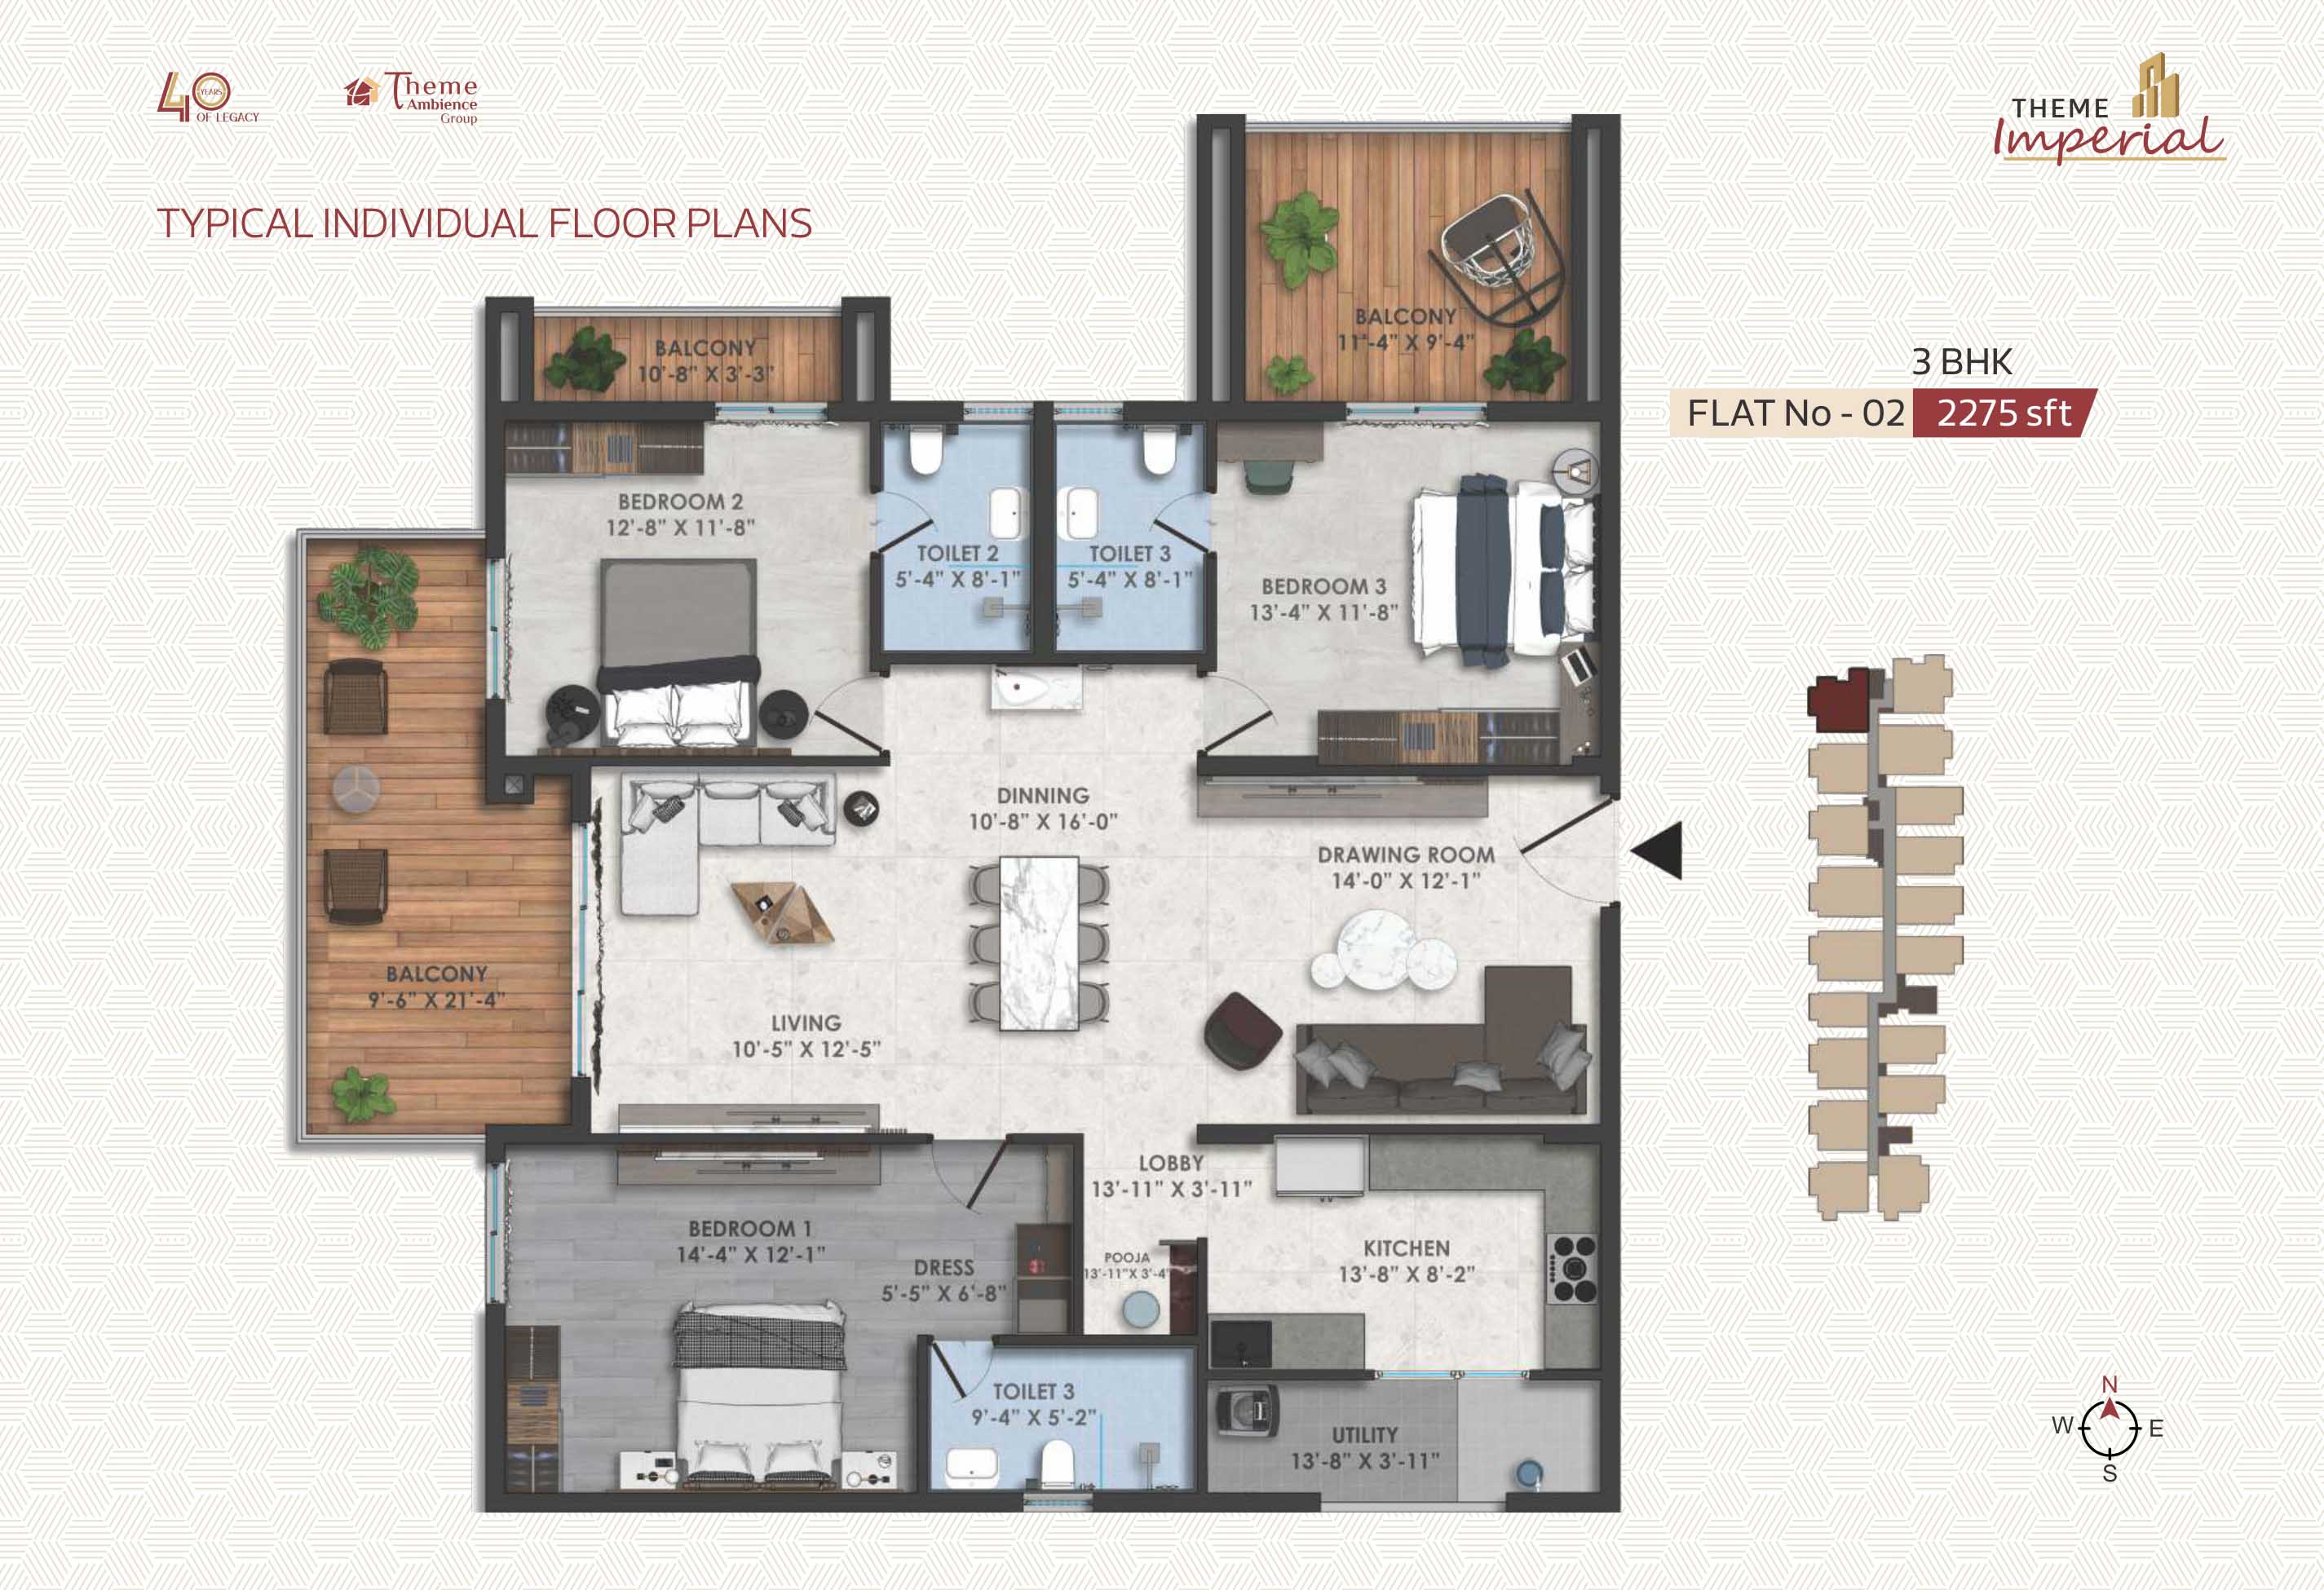 40 YEARS
OF LEGACY
Theme
Ambience
Group
THEME
Imperial
TYPICAL INDIVIDUAL FLOOR PLANS
3 BHK
FLAT No - 02 2275 sft
BALCONY
11'-4" X 9'-4"
BALCONY
10'-8" X 3'-3"
BEDROOM 2
12'-8" X 11'-8"
TOILET 2
5'-4" X 8'-1"
TOILET 3
5'-4" X 8'-1"
BEDROOM 3
13'-4" X 11'-8"
DINNING
10'-8" X 16'-0"
DRAWING ROOM
14'-0" X 12'-1"
BALCONY
9'-6" X 21'-4"
LIVING
10'-5" X 12'-5"
LOBBY
13'-11" X 3'-11"
BEDROOM 1
14'-4" X 12'-1"
DRESS
5'-5" X 6'-8"
POOJA
13'-11"X 3'-4"
KITCHEN
13'-8" X 8'-2"
TOILET 3
9'-4" X 5'-2"
UTILITY
13'-8" X 3'-11"
N
W E
S